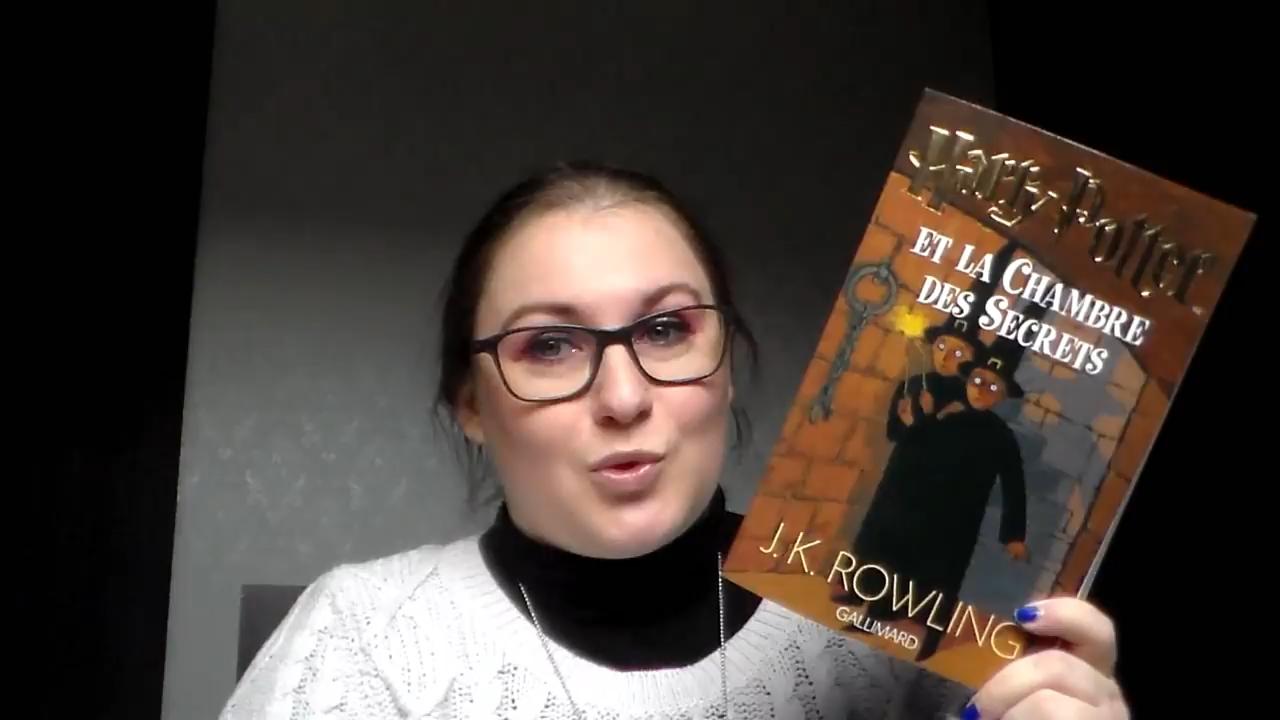 Harry Potter
ET LA CHAMBRE
DES SECRETS
J.K. ROWLING
GALLIMARD